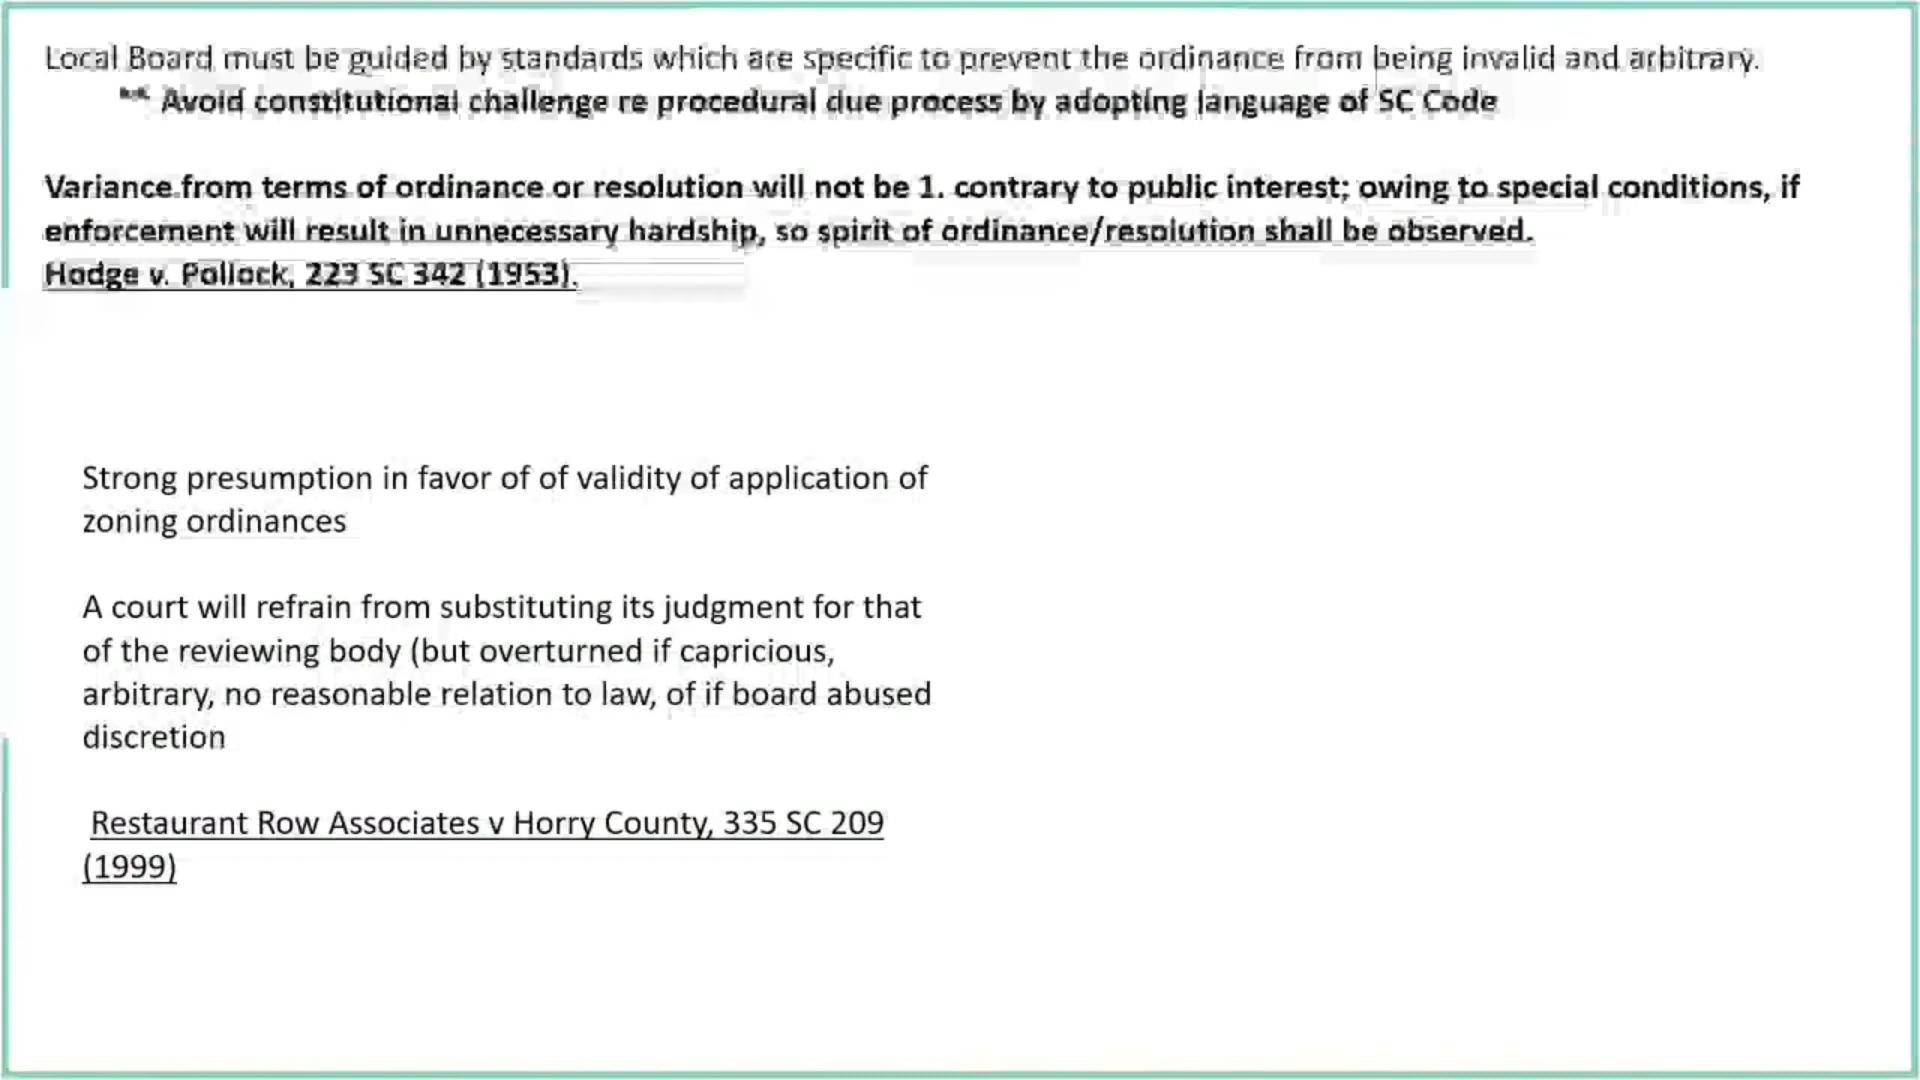 Local Board must be guided by standards which are specific to prevent the ordinance from being invalid and arbitrary.
** Avoid constitutional challenge re procedural due process by adopting language of SC Code
Variance from terms of ordinance or resolution will not be 1. contrary to public interest; owing to special conditions, if
enforcement will result in unnecessary hardship, so spirit of ordinance/resolution shall be observed.
Hodge v. Pollock, 223 SC 342 (1953).
Strong presumption in favor of of validity of application of
zoning ordinances
A court will refrain from substituting its judgment for that
of the reviewing body (but overturned if capricious,
arbitrary, no reasonable relation to law, of if board abused
discretion
Restaurant Row Associates v Horry County, 335 SC 209
(1999)